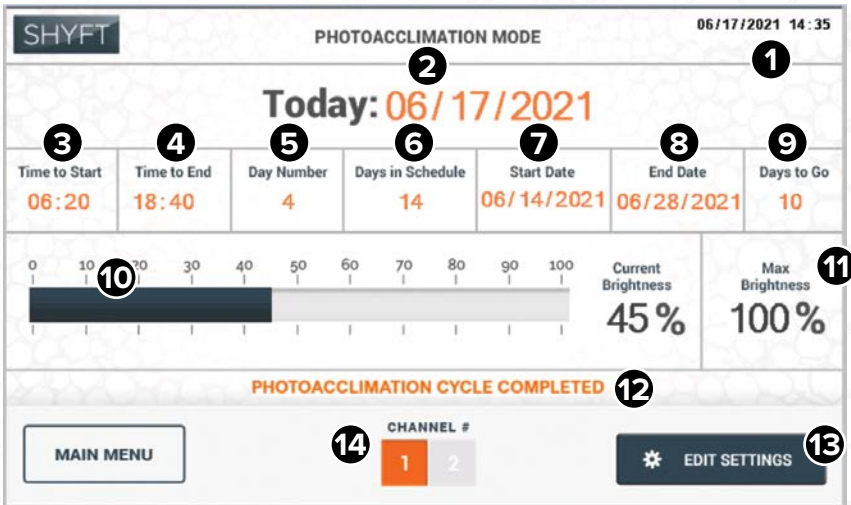 SHYFT
PHOTOACCLIMATION MODE
06/17/2021 14:35
1
2
Today: 06/17/2021
3 4 5 6 7 8 9
Time to Start Time to End Day Number Days in Schedule Start Date End Date Days to Go
06:20 18:40 4 14 06/14/2021 06/28/2021 10
0 10 20 30 40 50 60 70 80 90 100
10
Current Brightness
45%
Max Brightness
100%
11
PHOTOACCLIMATION CYCLE COMPLETED 12
MAIN MENU
14
CHANNEL #
1 2
EDIT SETTINGS
13